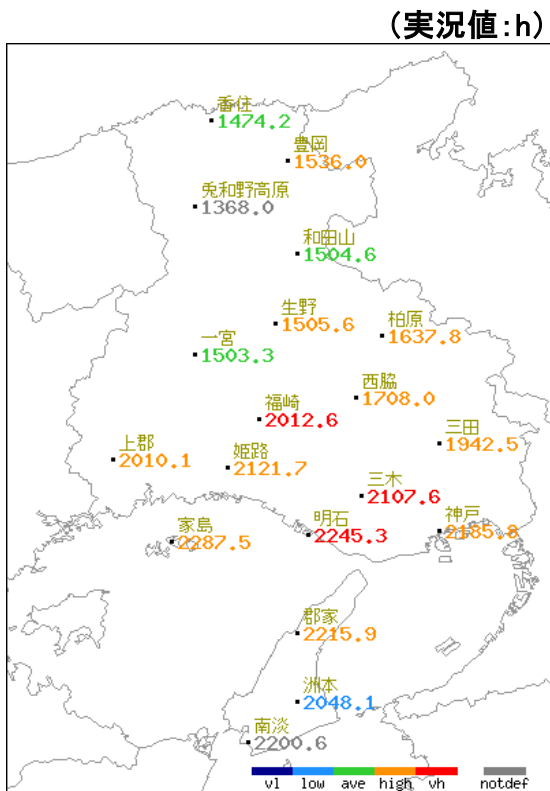 (実況値:h)
香住
1474.2
豊岡
1536.0
兎和野高原
1368.0
和田山
1504.6
生野
1505.6
柏原
1637.8
一宮
1503.3
西脇
1708.0
福崎
2012.6
三田
1942.5
上郡
2010.1
姫路
2121.7
三木
2107.6
家島
2287.5
明石
2245.3
神戸
2185.8
郡家
2215.9
洲本
2048.1
南淡
2200.6
vl low ave high vh notdef